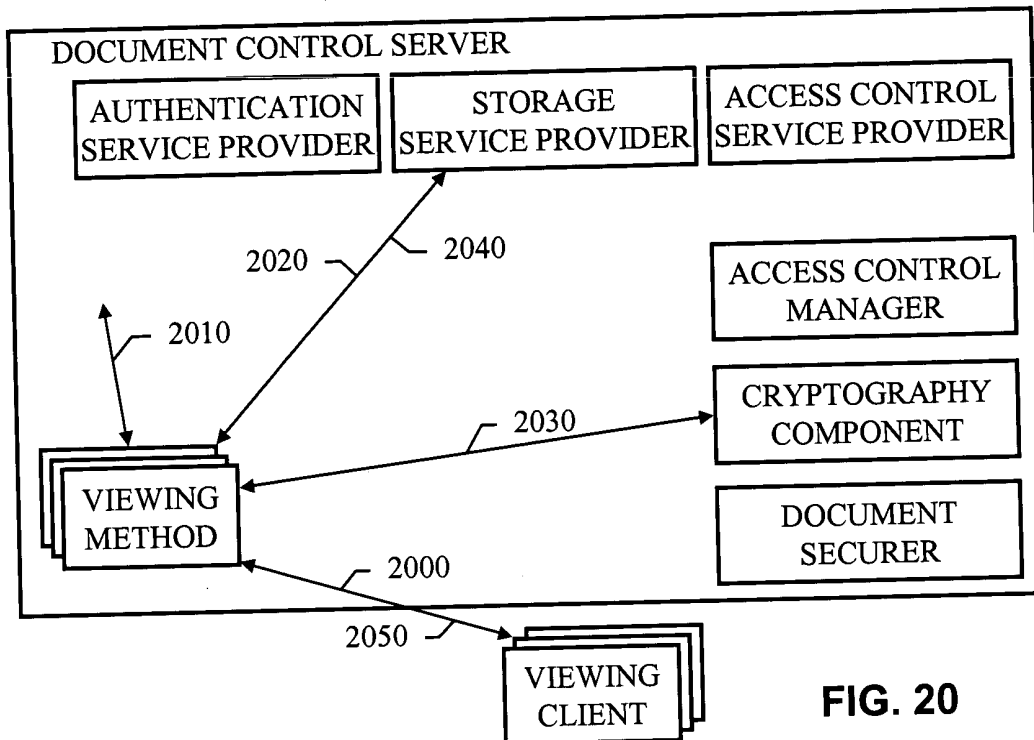 DOCUMENT CONTROL SERVER
AUTHENTICATION
SERVICE PROVIDER
STORAGE
SERVICE PROVIDER
ACCESS CONTROL
SERVICE PROVIDER
2020
2040
ACCESS CONTROL
MANAGER
2010
CRYPTOGRAPHY
COMPONENT
2030
VIEWING
METHOD
DOCUMENT
SECURER
2000
2050
VIEWING
CLIENT
FIG. 20